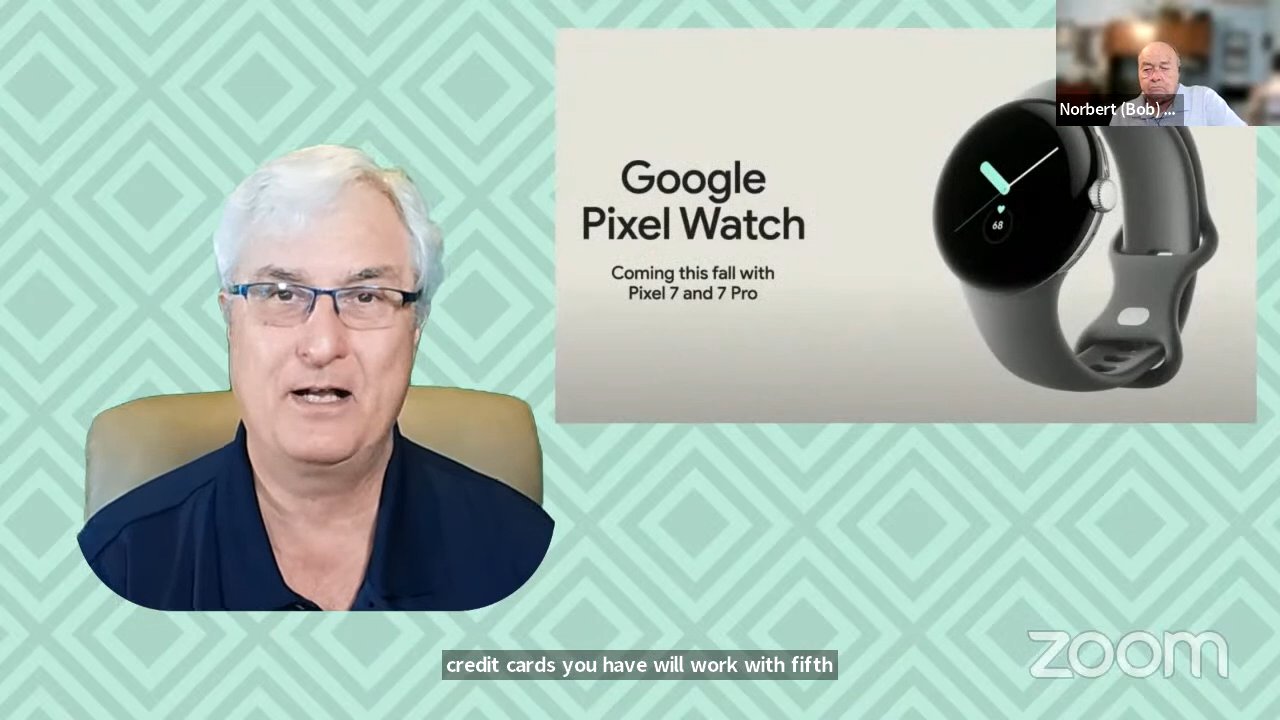 Google
Pixel Watch
Coming this fall with
Pixel 7 and 7 Pro
68
Norbert (Bob) ...
credit cards you have will work with fifth
zoom